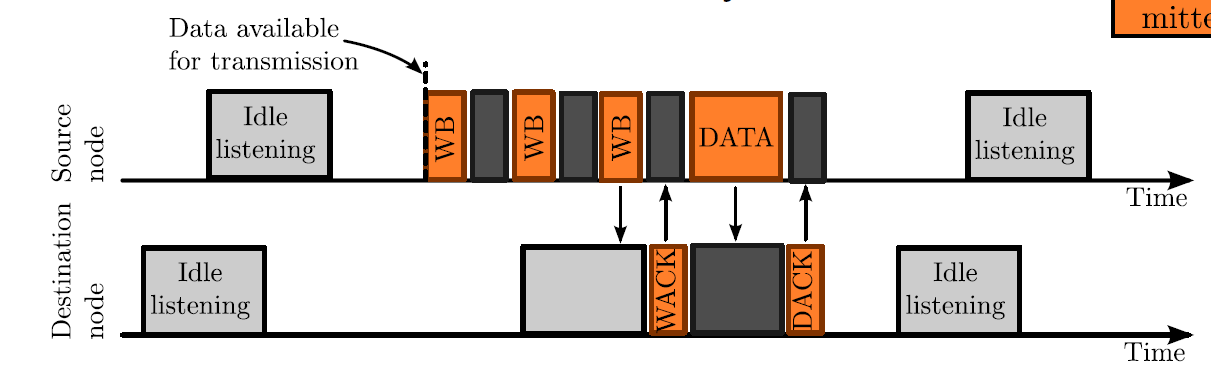 mitte
Data available
for transmission
Source
node
Idle
listening
WB
WB
WB
DATA
Idle
listening
Time
Destination
node
Idle
listening
WACK
DACK
Idle
listening
Time